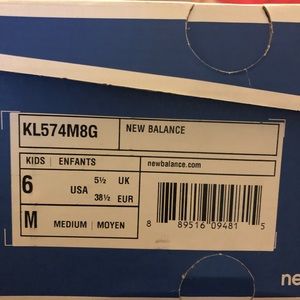 KL574M8G NEW BALANCE
KIDS | ENFANTS newbalance.com
6 USA 5½ UK 38½ EUR
M MEDIUM | MOYEN
8 89516 09481 5
ne